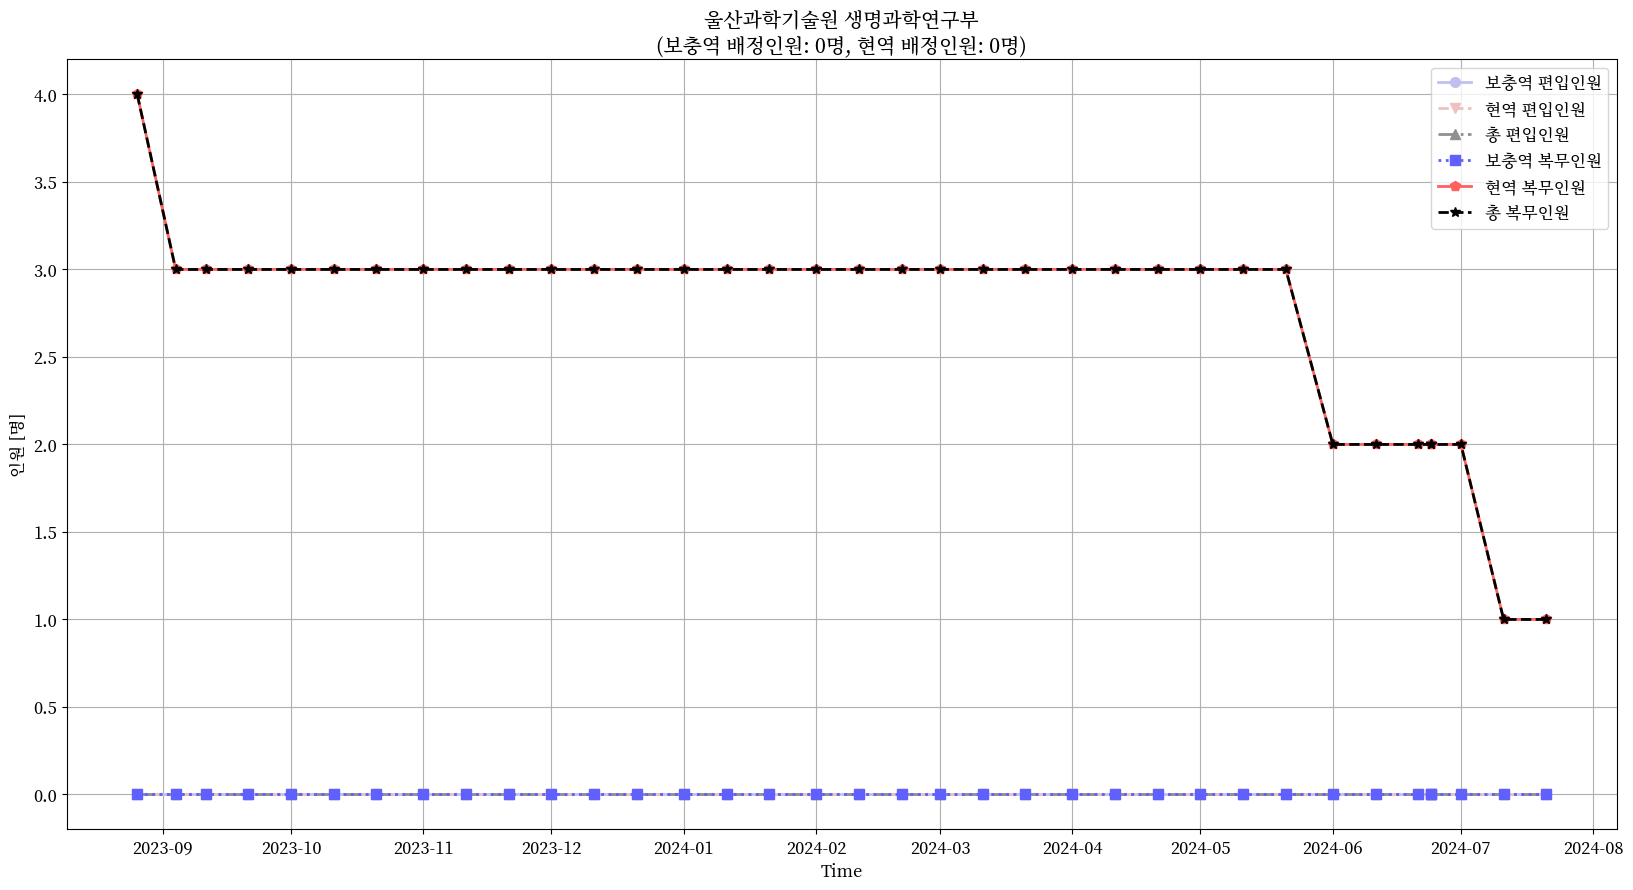 울산과학기술원 생명과학연구부
(보충역 배정인원: 0명, 현역 배정인원: 0명)
보충역 편입인원
현역 편입인원
총 편입인원
보충역 복무인원
현역 복무인원
총 복무인원
인원 [명]
4.0
3.5
3.0
2.5
2.0
1.5
1.0
0.5
0.0
2023-09 2023-10 2023-11 2023-12 2024-01 2024-02 2024-03 2024-04 2024-05 2024-06 2024-07 2024-08
Time